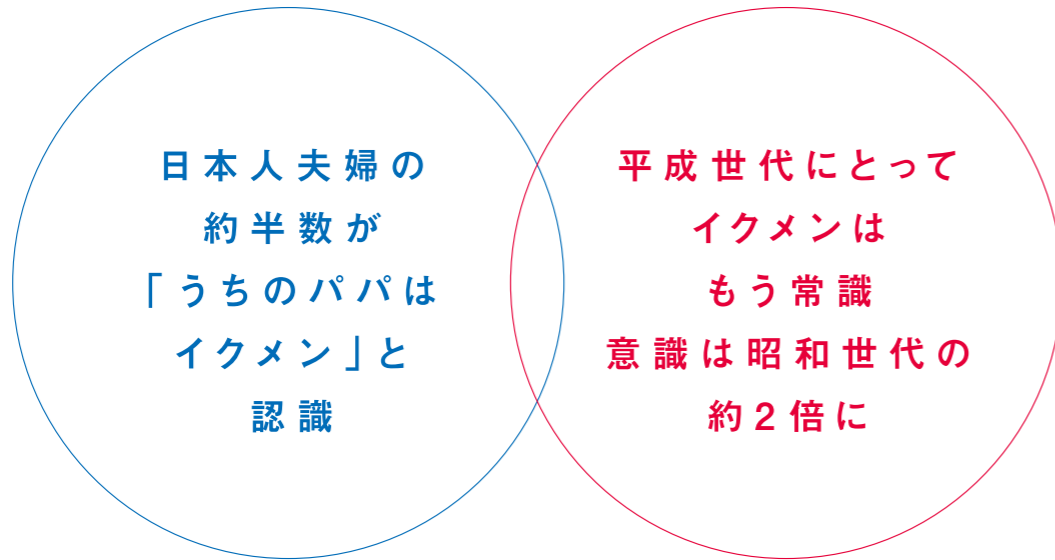 日本人夫婦の
約半数が
「うちのパパは
イクメン」と
認識
平成世代にとって
イクメンは
もう常識
意識は昭和世代の
約2倍に